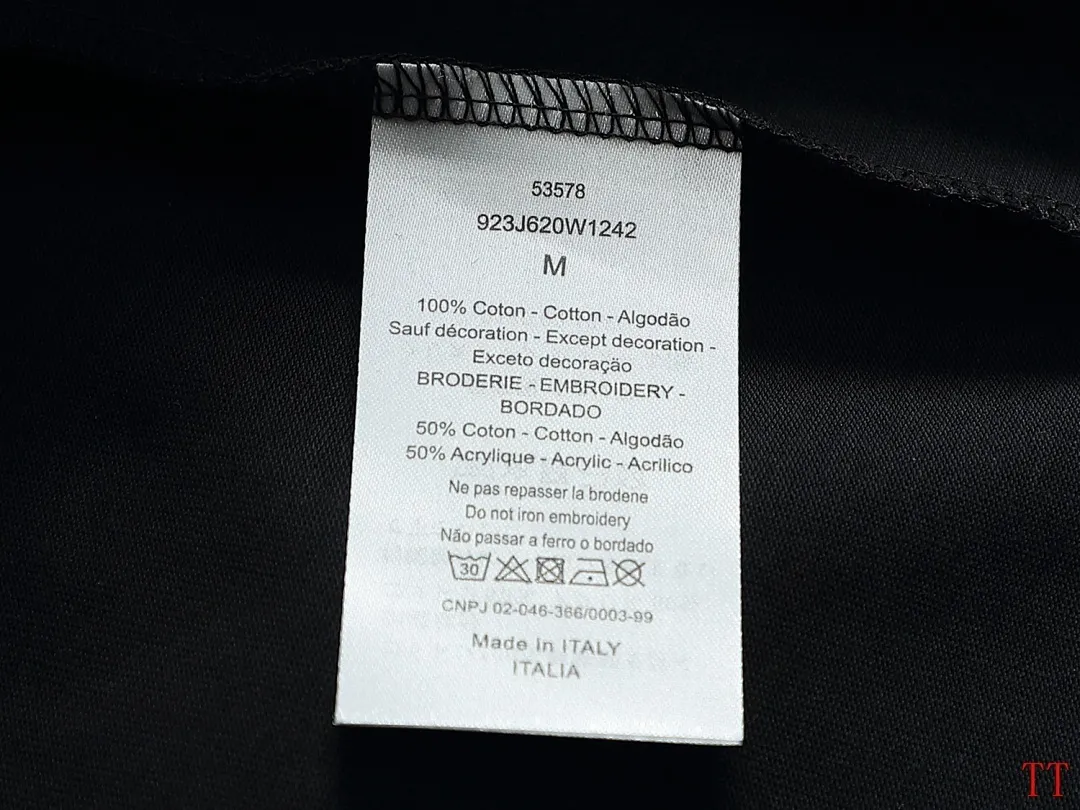 53578
923J620W1242
M
100% Coton - Cotton - Algodão
Sauf décoration - Except decoration -
Exceto decoração
BRODERIE - EMBROIDERY -
BORDADO
50% Coton - Cotton - Algodão
50% Acrylique - Acrylic - Acrilico
Ne pas repasser la brodene
Do not iron embroidery
Não passar a ferro o bordado
30
CNPJ 02-046-366/0003-99
Made in ITALY
ITALIA
TT